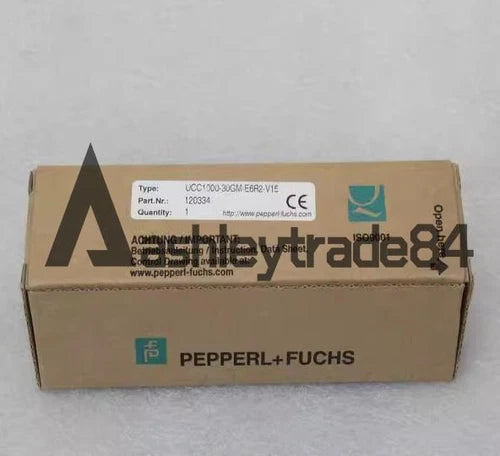 Type: UCC1000-30GM-E6R2-V15
Part.Nr.: 120334
Quantity: 1 http://www.pepperl-fuchs.com
CE
Open here
ISO9001
ACHTUNG / IMPORTANT:
Betriebsanleitung / Instruction, Data Sheet,
Control Drawing available at:
www.pepperl-fuchs.com
Ashleytrade84
PEPPERL+FUCHS